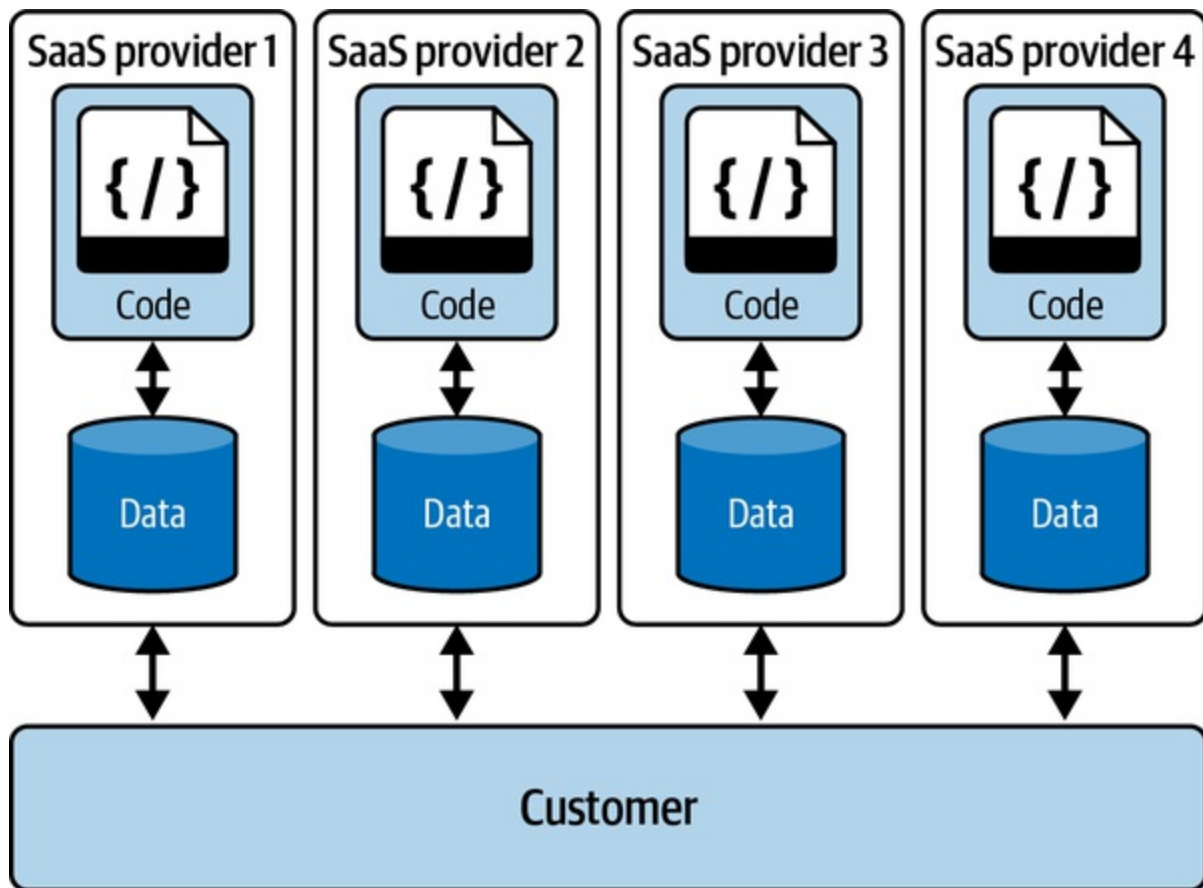 SaaS provider 1
SaaS provider 2
SaaS provider 3
SaaS provider 4
{/}
{/}
{/}
{/}
Code
Code
Code
Code
Data
Data
Data
Data
Customer